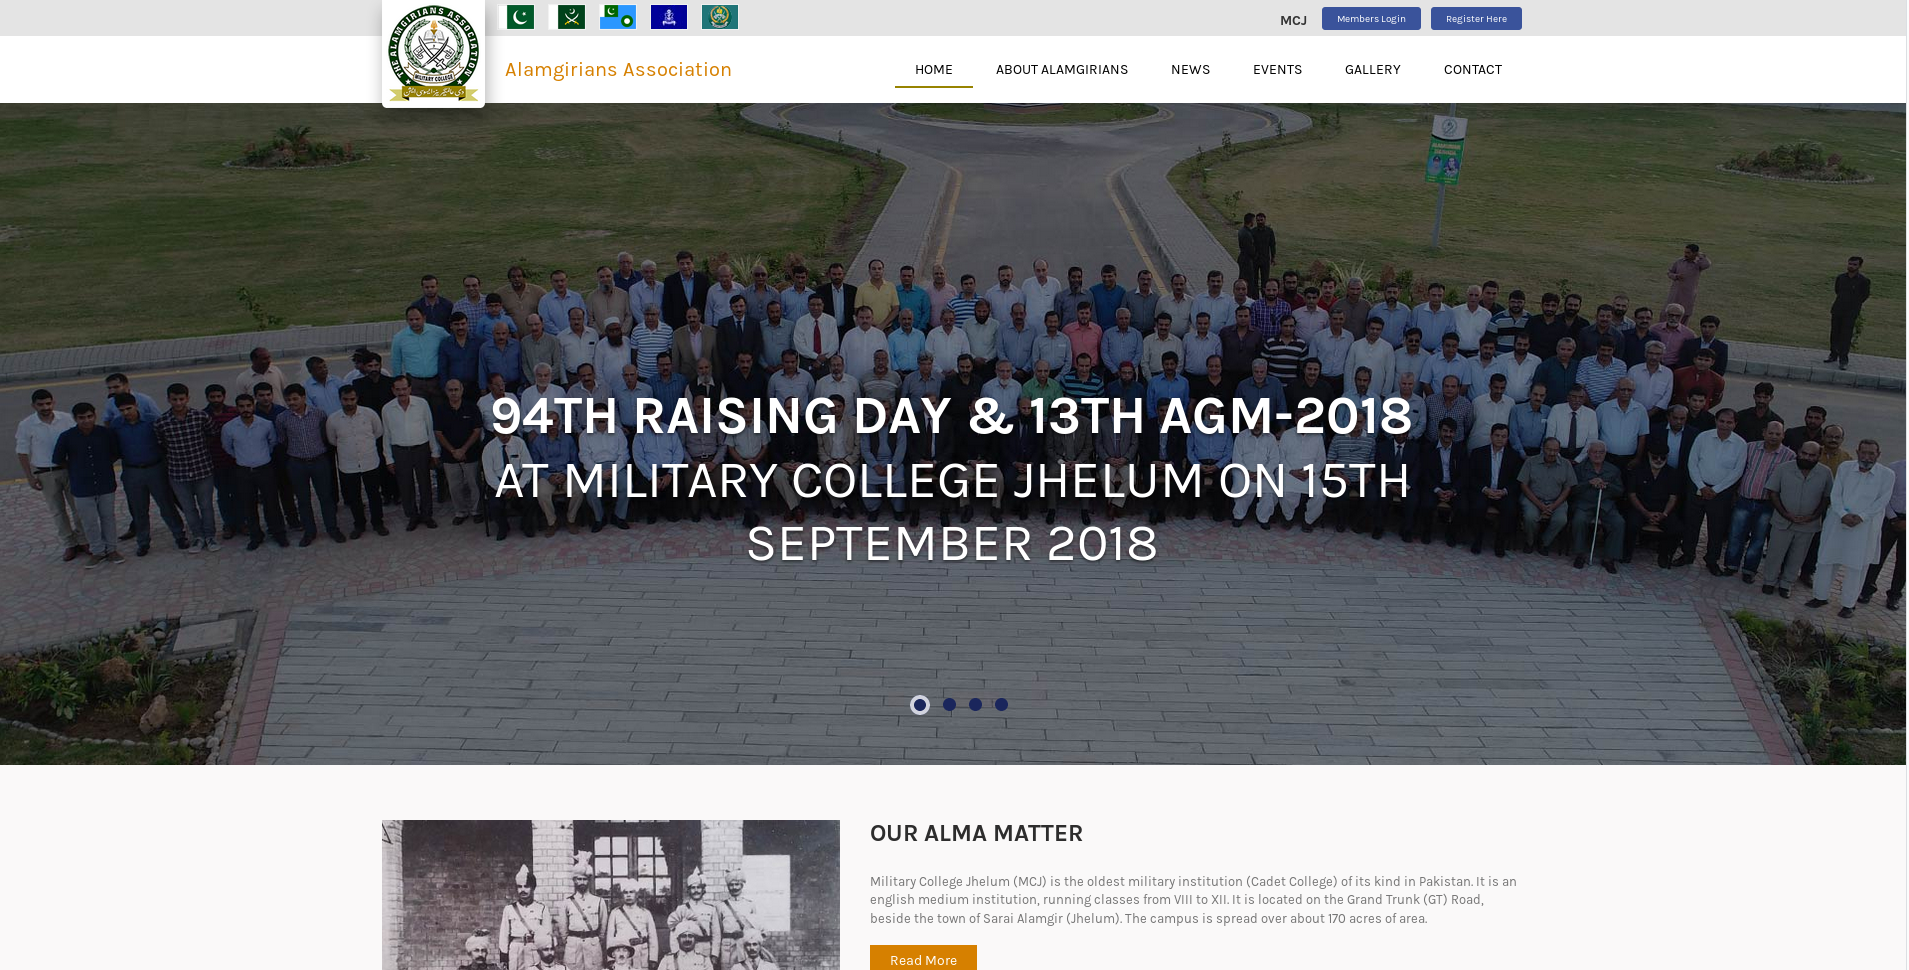 THE ALAMGIRIANS ASSOCIATION
MILITARY COLLEGE
MCJ
Members Login
Register Here
Alamgirians Association
HOME
ABOUT ALAMGIRIANS
NEWS
EVENTS
GALLERY
CONTACT
94TH RAISING DAY & 13TH AGM-2018
AT MILITARY COLLEGE JHELUM ON 15TH
SEPTEMBER 2018
OUR ALMA MATTER
Military College Jhelum (MCJ) is the oldest military institution (Cadet College) of its kind in Pakistan. It is an
english medium institution, running classes from VIII to XII. It is located on the Grand Trunk (GT) Road,
beside the town of Sarai Alamgir (Jhelum). The campus is spread over about 170 acres of area.
Read More